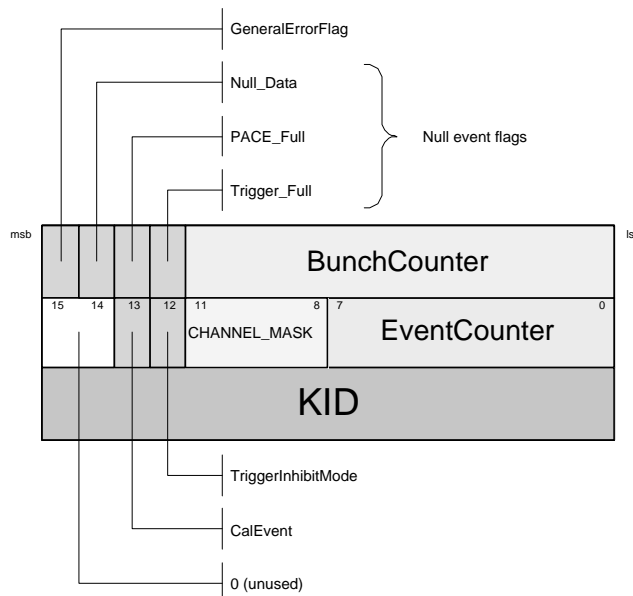 GeneralErrorFlag
Null_Data
PACE_Full
Null event flags
Trigger_Full
msb
ls
BunchCounter
15 14 13 12 11 8 7 0
CHANNEL_MASK
EventCounter
KID
TriggerInhibitMode
CalEvent
0 (unused)